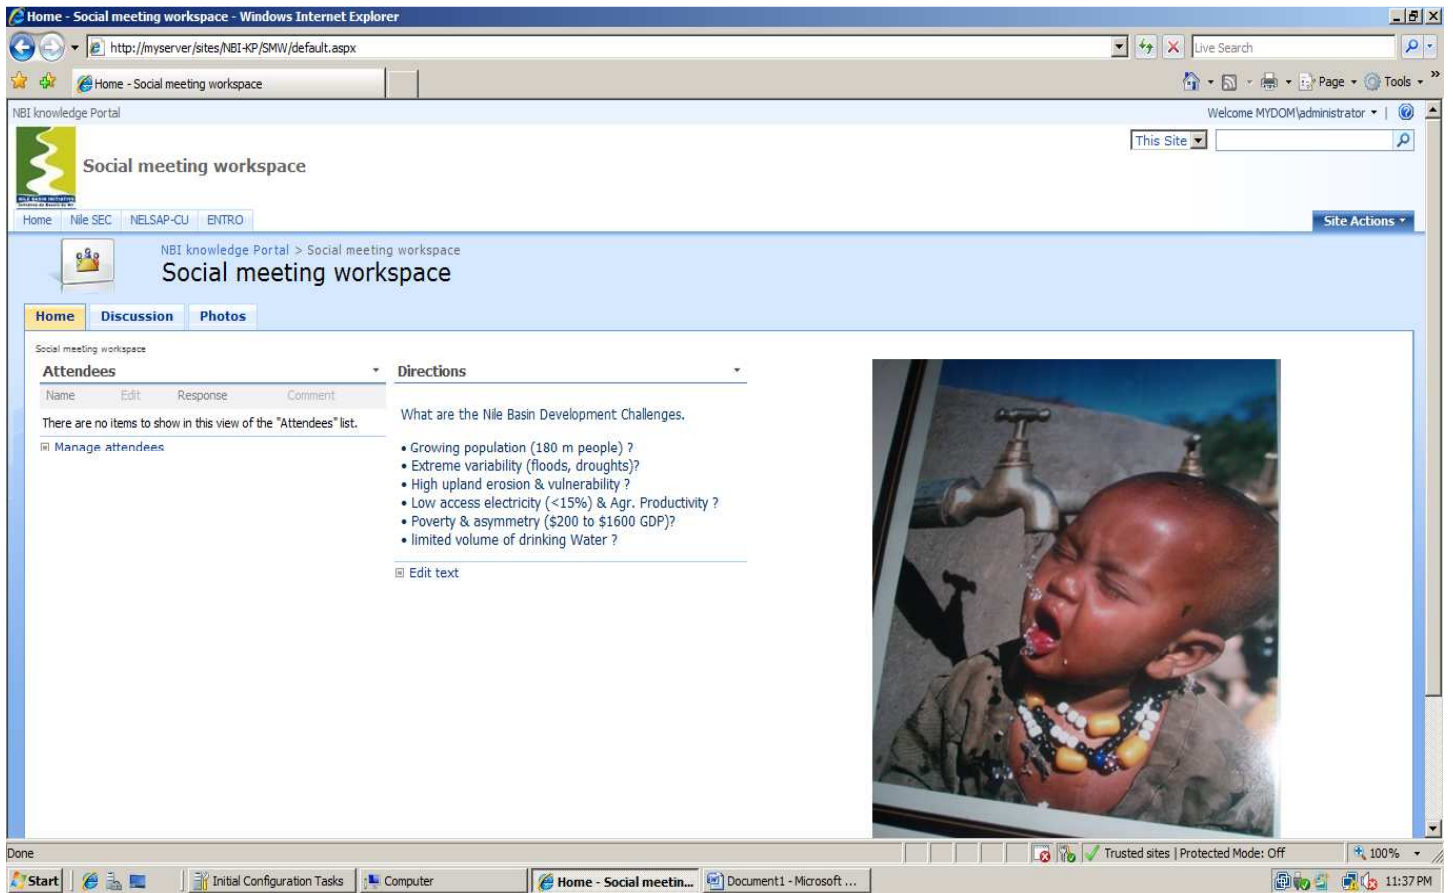 Home - Social meeting workspace - Windows Internet Explorer
http://myserver/sites/NBI-KP/SMW/default.aspx
Live Search
Home - Social meeting workspace
Page
Tools
NBI knowledge Portal
Welcome MYDOM\administrator
This Site
Social meeting workspace
NILE BASIN INITIATIVE
Home Nile SEC NELSAP-CU ENTRO
Site Actions
NBI knowledge Portal > Social meeting workspace
Social meeting workspace
Home Discussion Photos
Social meeting workspace
Attendees
Name Edit Response Comment
There are no items to show in this view of the "Attendees" list.
Manage attendees
Directions
What are the Nile Basin Development Challenges.
• Growing population (180 m people) ?
• Extreme variability (floods, droughts)?
• High upland erosion & vulnerability ?
• Low access electricity (<15%) & Agr. Productivity ?
• Poverty & asymmetry ($200 to $1600 GDP)?
• limited volume of drinking Water ?
Edit text
Done
Trusted sites | Protected Mode: Off
100%
Start
Initial Configuration Tasks
Computer
Home - Social meetin...
Document1 - Microsoft ...
11:37 PM